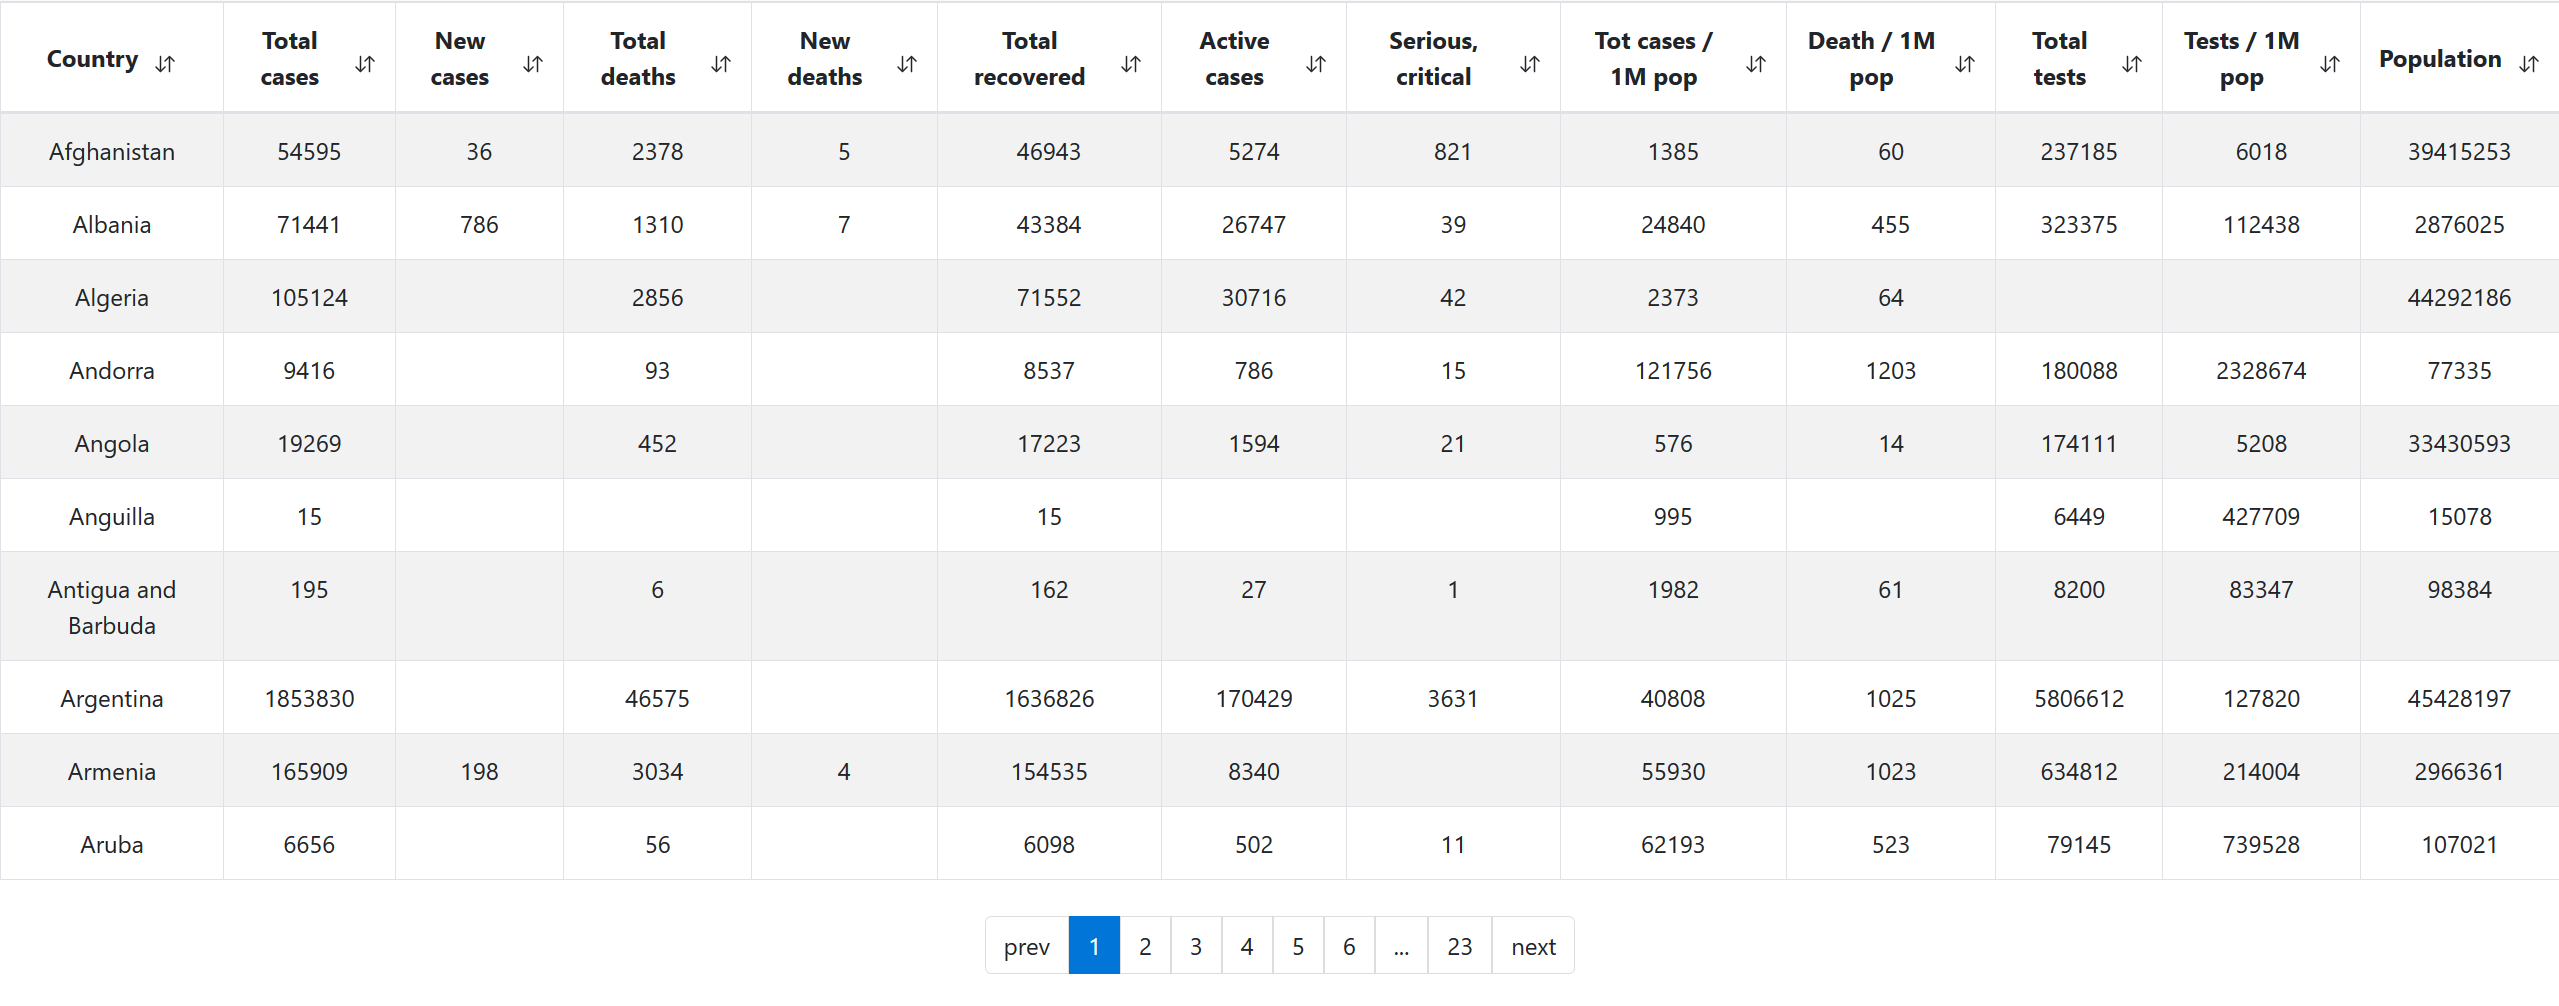 Country Total cases New cases Total deaths New deaths Total recovered Active cases Serious, critical Tot cases / 1M pop Death / 1M pop Total tests Tests / 1M pop Population
Afghanistan 54595 36 2378 5 46943 5274 821 1385 60 237185 6018 39415253
Albania 71441 786 1310 7 43384 26747 39 24840 455 323375 112438 2876025
Algeria 105124 2856 71552 30716 42 2373 64 44292186
Andorra 9416 93 8537 786 15 121756 1203 180088 2328674 77335
Angola 19269 452 17223 1594 21 576 14 174111 5208 33430593
Anguilla 15 15 995 6449 427709 15078
Antigua and Barbuda 195 6 162 27 1 1982 61 8200 83347 98384
Argentina 1853830 46575 1636826 170429 3631 40808 1025 5806612 127820 45428197
Armenia 165909 198 3034 4 154535 8340 55930 1023 634812 214004 2966361
Aruba 6656 56 6098 502 11 62193 523 79145 739528 107021
prev 1 2 3 4 5 6 ... 23 next